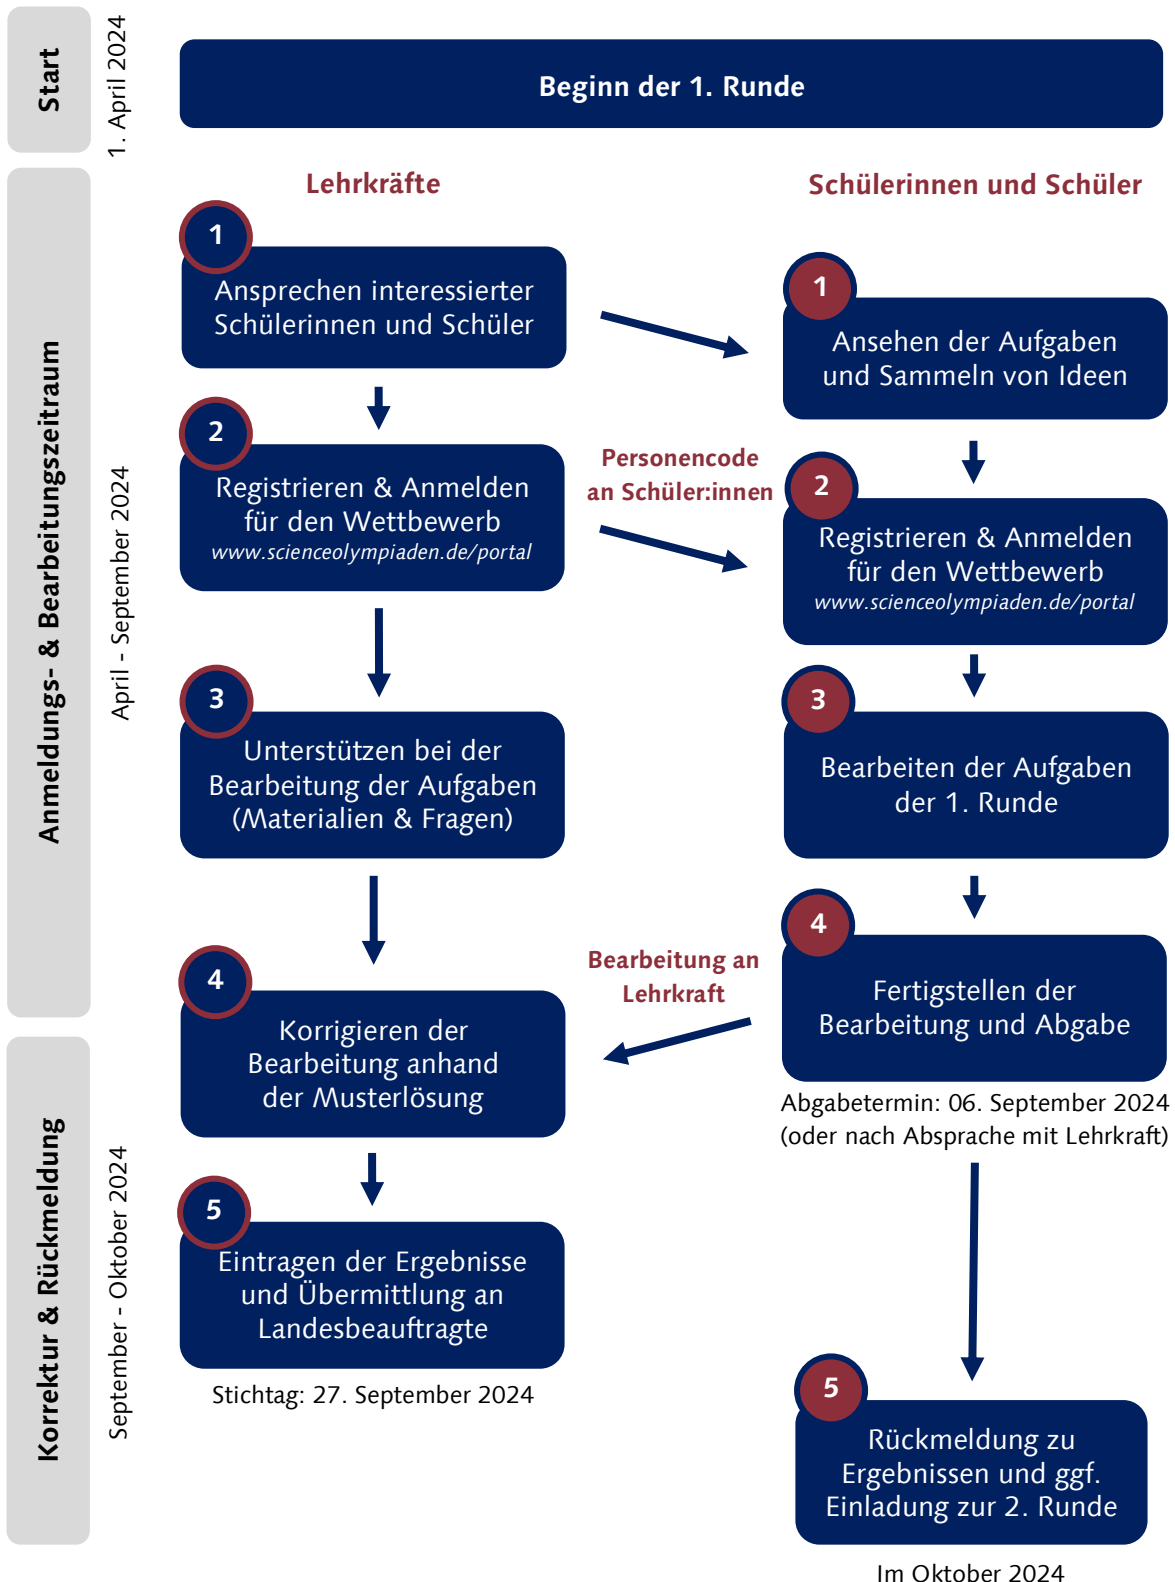 Start
1. April 2024
Beginn der 1. Runde
Anmeldungs- & Bearbeitungszeitraum
April - September 2024
Lehrkräfte
1
Ansprechen interessierter
Schülerinnen und Schüler
2
Registrieren & Anmelden
für den Wettbewerb
www.scienceolympiaden.de/portal
3
Unterstützen bei der
Bearbeitung der Aufgaben
(Materialien & Fragen)
4
Korrigieren der
Bearbeitung anhand
der Musterlösung
5
Eintragen der Ergebnisse
und Übermittlung an
Landesbeauftragte
Stichtag: 27. September 2024
Personencode
an Schüler:innen
Bearbeitung an
Lehrkraft
Schülerinnen und Schüler
1
Ansehen der Aufgaben
und Sammeln von Ideen
2
Registrieren & Anmelden
für den Wettbewerb
www.scienceolympiaden.de/portal
3
Bearbeiten der Aufgaben
der 1. Runde
4
Fertigstellen der
Bearbeitung und Abgabe
Abgabetermin: 06. September 2024
(oder nach Absprache mit Lehrkraft)
5
Rückmeldung zu
Ergebnissen und ggf.
Einladung zur 2. Runde
Im Oktober 2024
Korrektur & Rückmeldung
September - Oktober 2024